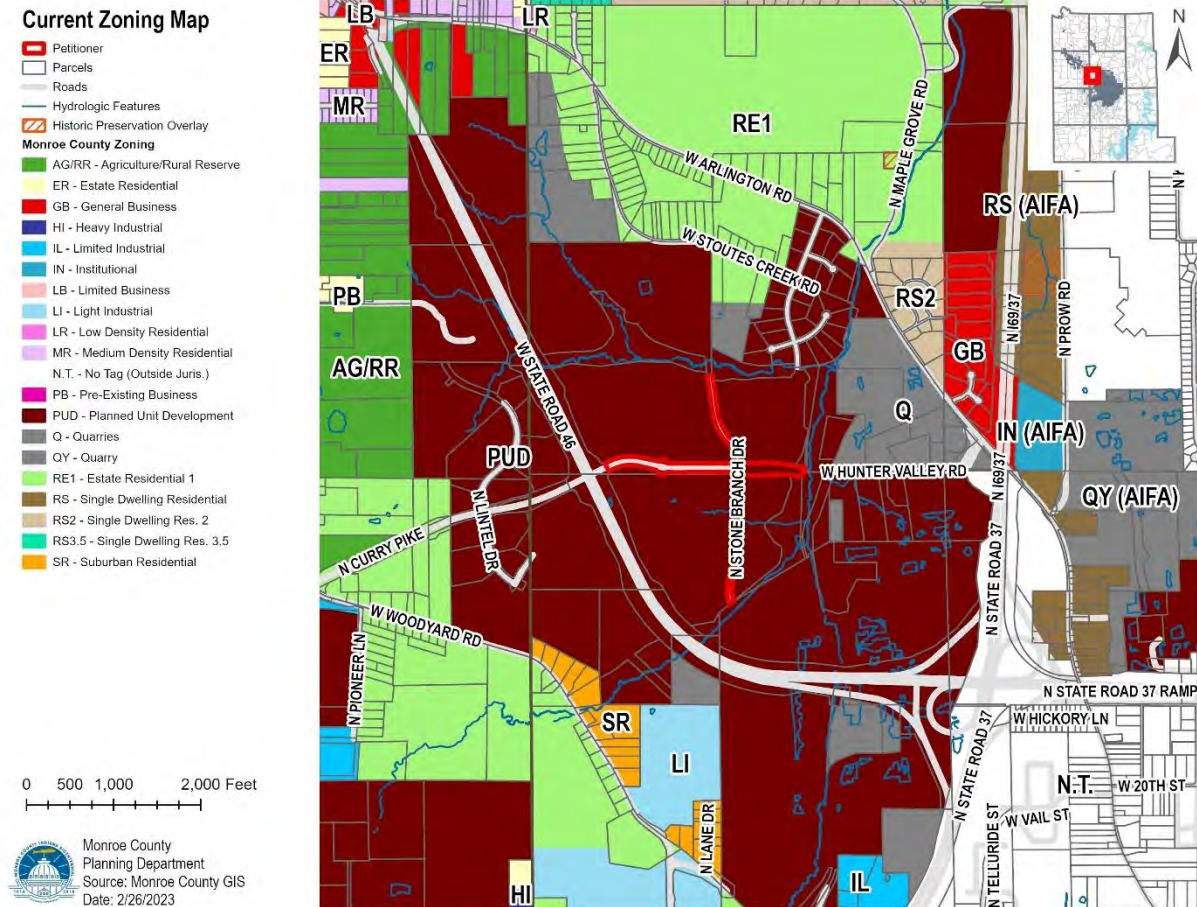 Current Zoning Map
Petitioner
Parcels
Roads
Hydrologic Features
Historic Preservation Overlay
Monroe County Zoning
AG/RR - Agriculture/Rural Reserve
ER - Estate Residential
GB - General Business
HI - Heavy Industrial
IL - Limited Industrial
IN - Institutional
LB - Limited Business
LI - Light Industrial
LR - Low Density Residential
MR - Medium Density Residential
N.T. - No Tag (Outside Juris.)
PB - Pre-Existing Business
PUD - Planned Unit Development
Q - Quarries
QY - Quarry
RE1 - Estate Residential 1
RS - Single Dwelling Residential
RS2 - Single Dwelling Res. 2
RS3.5 - Single Dwelling Res. 3.5
SR - Suburban Residential
0 500 1,000 2,000 Feet
Monroe County
Planning Department
Source: Monroe County GIS
Date: 2/26/2023
LB
LR
ER
MR
RE1
W ARLINGTON RD
N MAPLE GROVE RD
N
RS (AIFA)
W STOUTES CREEK RD
PB
RS2
N I69/37
N PROW RD
AG/RR
W STATE ROAD 46
GB
Q
IN (AIFA)
PUD
W HUNTER VALLEY RD
N I69/37
QY (AIFA)
N LINTEL DR
N STONE BRANCH DR
N CURRY PIKE
N STATE ROAD 37
W WOODYARD RD
N PIONEER LN
N STATE ROAD 37 RAMP
W HICKORY LN
SR
LI
N STATE ROAD 37
N.T.
W 20TH ST
W VAIL ST
N LANE DR
N TELLURIDE ST
HI
IL